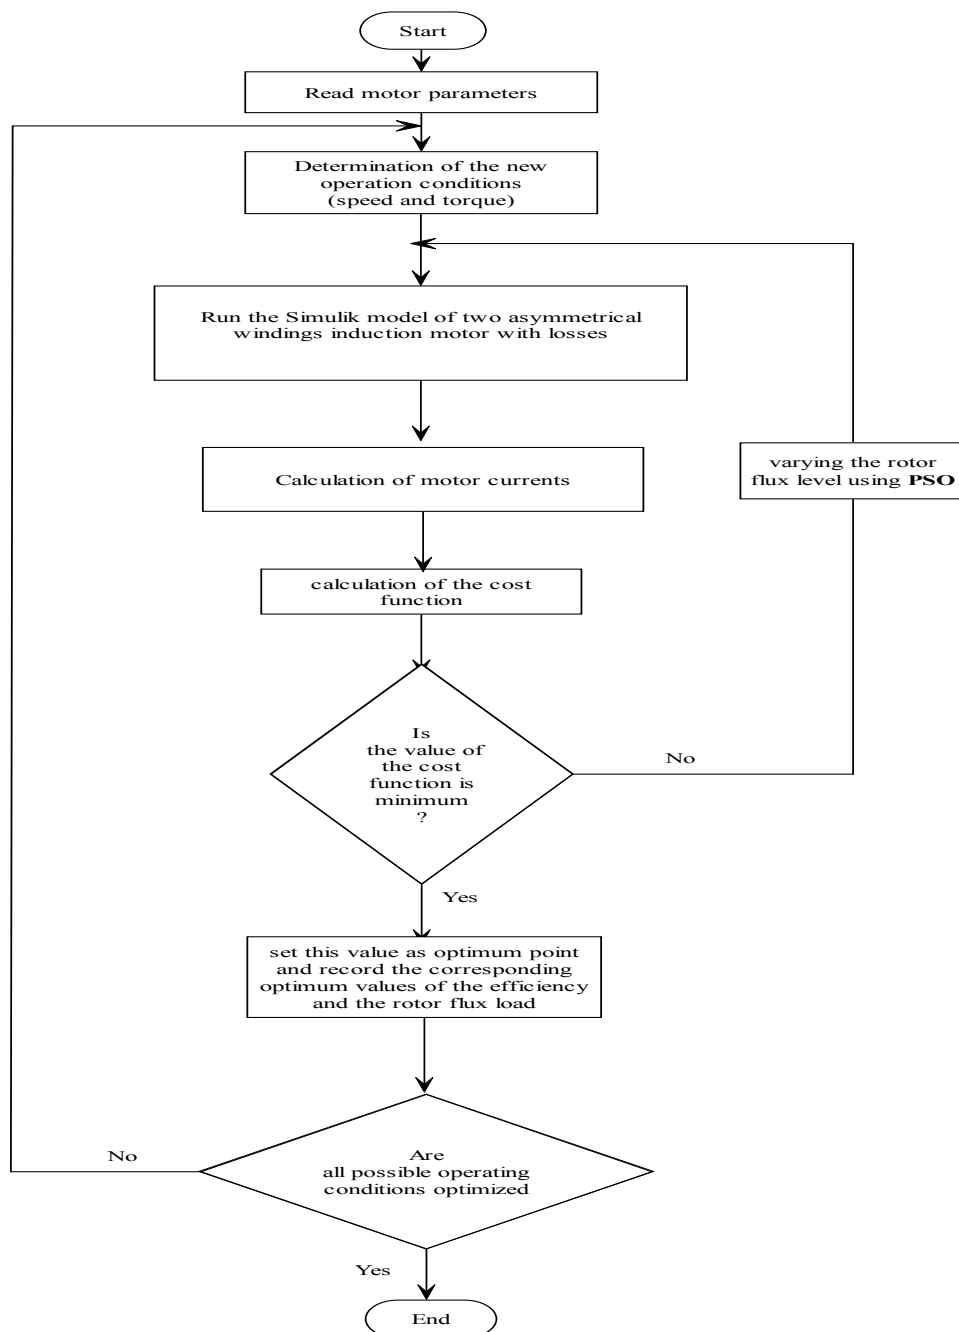 Start
Read motor parameters
Determination of the new
operation conditions
(speed and torque)
Run the Simulik model of two asymmetrical
windings induction motor with losses
Calculation of motor currents
varying the rotor
flux level using PSO
calculation of the cost
function
Is
the value of
the cost
function is
minimum
?
No
Yes
set this value as optimum point
and record the corresponding
optimum values of the efficiency
and the rotor flux load
Are
all possible operating
conditions optimized
No
Yes
End